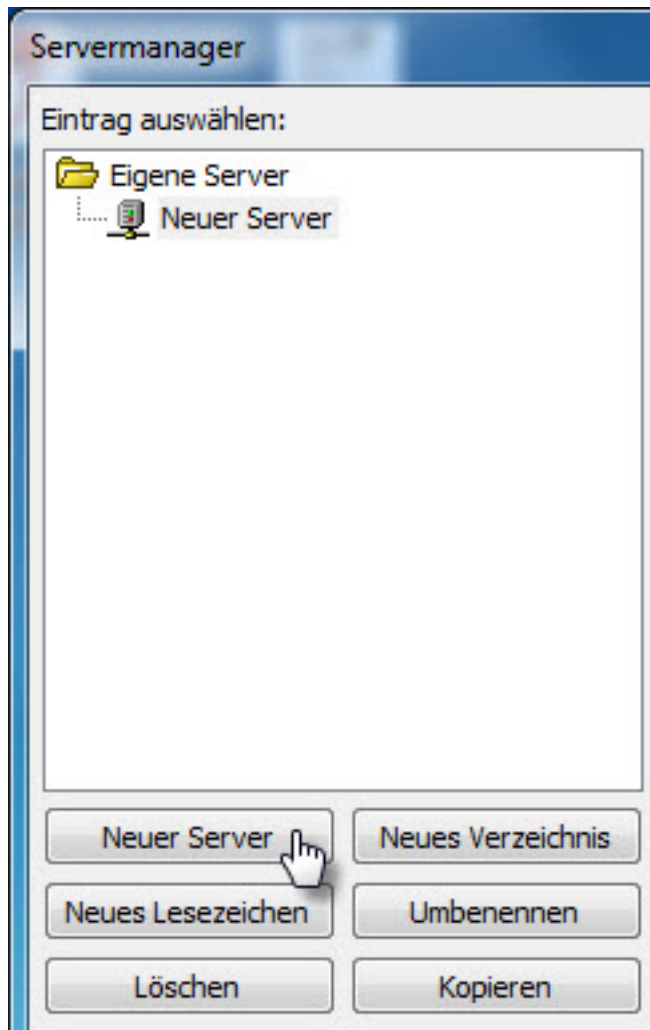 Servermanager
Eintrag auswählen:
Eigene Server
Neuer Server
Neuer Server Neues Verzeichnis
Neues Lesezeichen Umbenennen
Löschen Kopieren